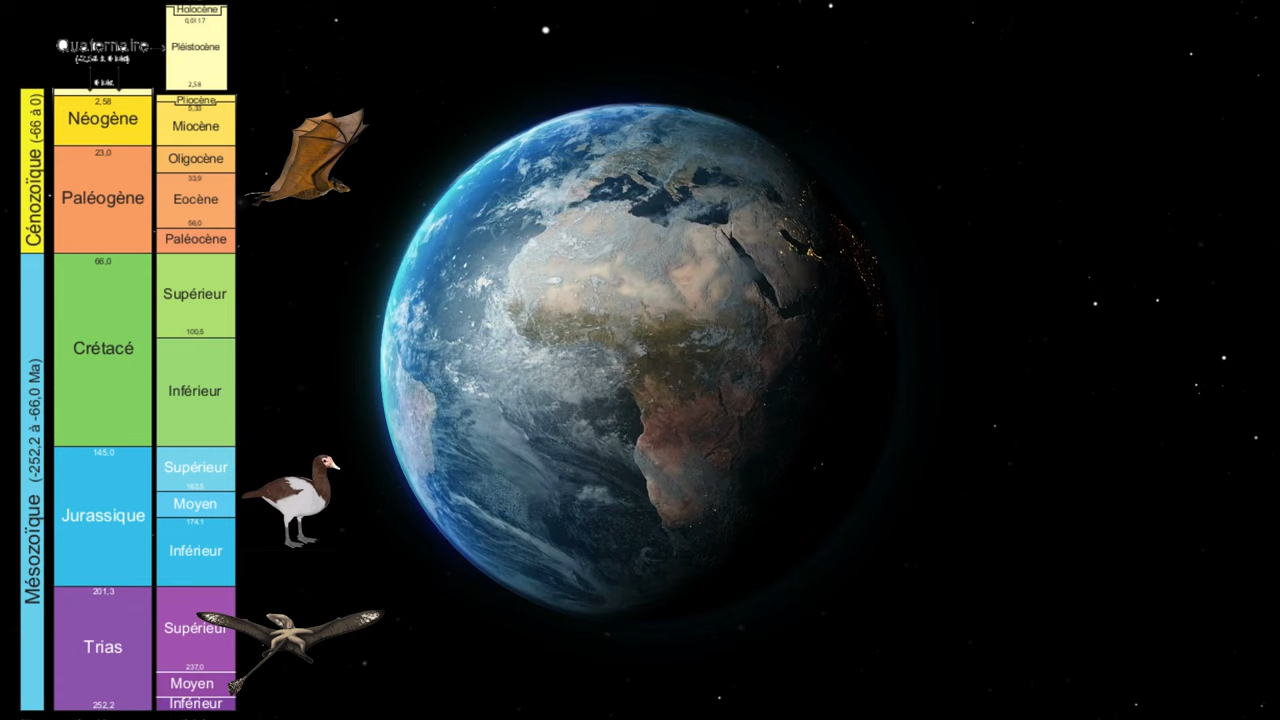 Holocène
0,0117
Quaternaire
Pléistocène
2,58
Cénozoïque (-66 à 0)
2,58
Néogène
Pliocène
5,33
Miocène
23,0
Paléogène
Oligocène
33,9
Eocène
56,0
Paléocène
Mésozoïque (-252,2 à -66,0 Ma)
66,0
Crétacé
Supérieur
100,5
Inférieur
145,0
Jurassique
Supérieur
163,5
Moyen
174,1
Inférieur
201,3
Trias
252,2
Supérieur
237,0
Moyen
Inférieur